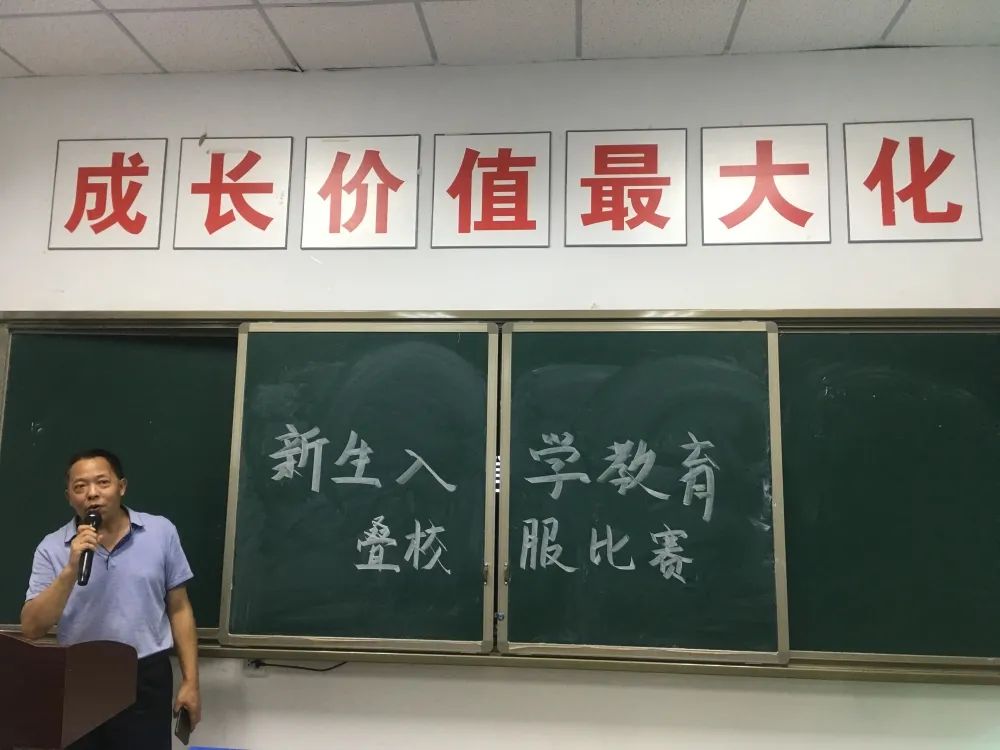 成长价值最大化
新生入学教育
叠校服比赛